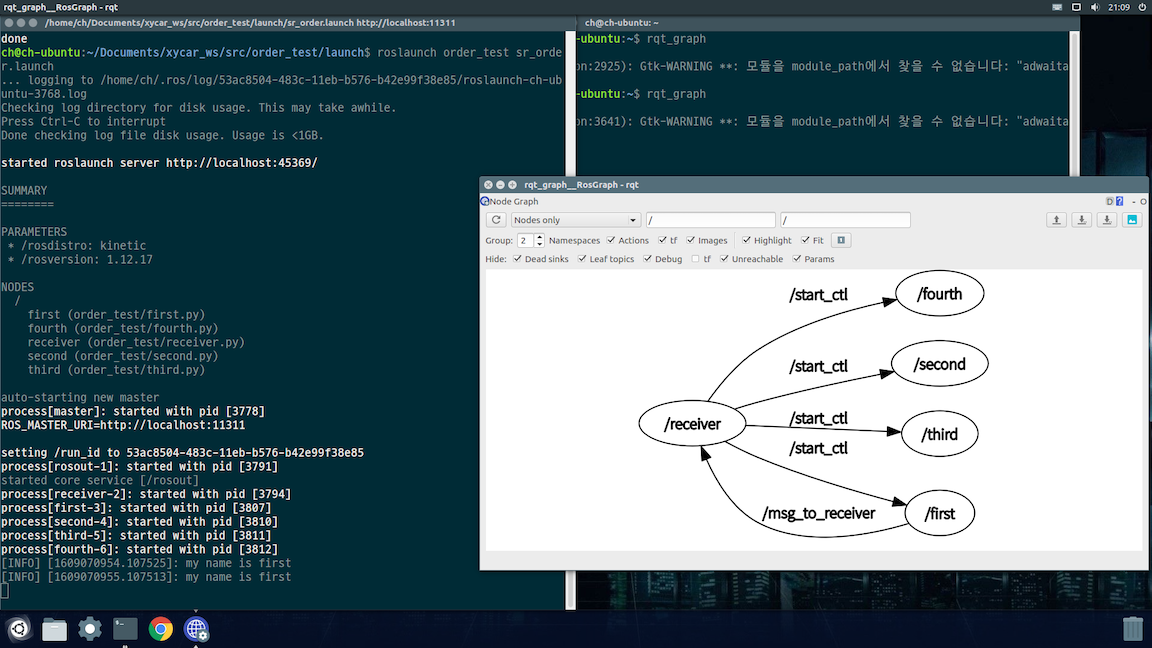 rqt_graph__RosGraph - rqt
21:09
/home/ch/Documents/xycar_ws/src/order_test/launch/sr_order.launch http://localhost:11311
done
ch@ch-ubuntu:~/Documents/xycar_ws/src/order_test/launch$ roslaunch order_test sr_orde
r.launch
... logging to /home/ch/.ros/log/53ac8504-483c-11eb-b576-b42e99f38e85/roslaunch-ch-ub
untu-3768.log
Checking log directory for disk usage. This may take awhile.
Press Ctrl-C to interrupt
Done checking log file disk usage. Usage is <1GB.
started roslaunch server http://localhost:45369/
SUMMARY
========
PARAMETERS
* /rosdistro: kinetic
* /rosversion: 1.12.17
NODES
/
first (order_test/first.py)
fourth (order_test/fourth.py)
receiver (order_test/receiver.py)
second (order_test/second.py)
third (order_test/third.py)
auto-starting new master
process[master]: started with pid [3778]
ROS_MASTER_URI=http://localhost:11311
setting /run_id to 53ac8504-483c-11eb-b576-b42e99f38e85
process[rosout-1]: started with pid [3791]
started core service [/rosout]
process[receiver-2]: started with pid [3794]
process[first-3]: started with pid [3807]
process[second-4]: started with pid [3810]
process[third-5]: started with pid [3811]
process[fourth-6]: started with pid [3812]
[INFO] [1609070954.107525]: my name is first
[INFO] [1609070955.107513]: my name is first
ch@ch-ubuntu: ~
-ubuntu:~$ rqt_graph
on:2925): Gtk-WARNING **: 모듈을 module_path에서 찾을 수 없습니다: "adwaita
-ubuntu:~$ rqt_graph
on:3641): Gtk-WARNING **: 모듈을 module_path에서 찾을 수 없습니다: "adwaita
rqt_graph__RosGraph - rqt
Node Graph
D ? - O
Nodes only / /
Group: 2 Namespaces Actions tf Images Highlight Fit
Hide: Dead sinks Leaf topics Debug tf Unreachable Params
/start_ctl
/fourth
/start_ctl
/second
/receiver
/start_ctl
/third
/start_ctl
/msg_to_receiver
/first